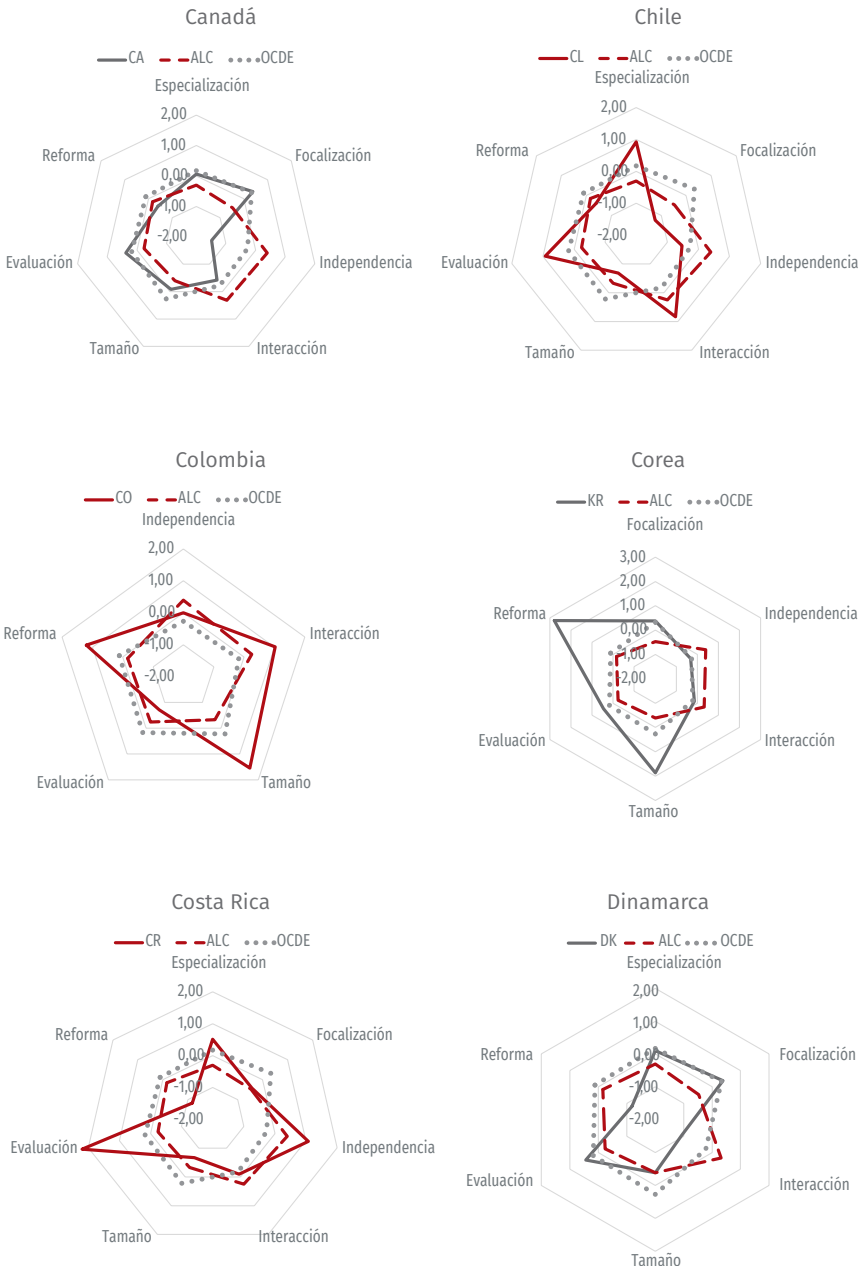 Canadá
CA ALC OCDE
Especialización
2,00
1,00
0,00
-1,00
-2,00
Focalización
Independencia
Interacción
Tamaño
Evaluación
Reforma
Chile
CL ALC OCDE
Especialización
2,00
1,00
0,00
-1,00
-2,00
Focalización
Independencia
Interacción
Tamaño
Evaluación
Reforma
Colombia
CO ALC OCDE
Independencia
2,00
1,00
0,00
-1,00
-2,00
Interacción
Tamaño
Evaluación
Reforma
Corea
KR ALC OCDE
Focalización
3,00
2,00
1,00
0,00
-1,00
-2,00
Independencia
Interacción
Tamaño
Evaluación
Reforma
Costa Rica
CR ALC OCDE
Especialización
2,00
1,00
0,00
-1,00
-2,00
Focalización
Independencia
Interacción
Tamaño
Evaluación
Reforma
Dinamarca
DK ALC OCDE
Especialización
2,00
1,00
0,00
-1,00
-2,00
Focalización
Interacción
Tamaño
Evaluación
Reforma